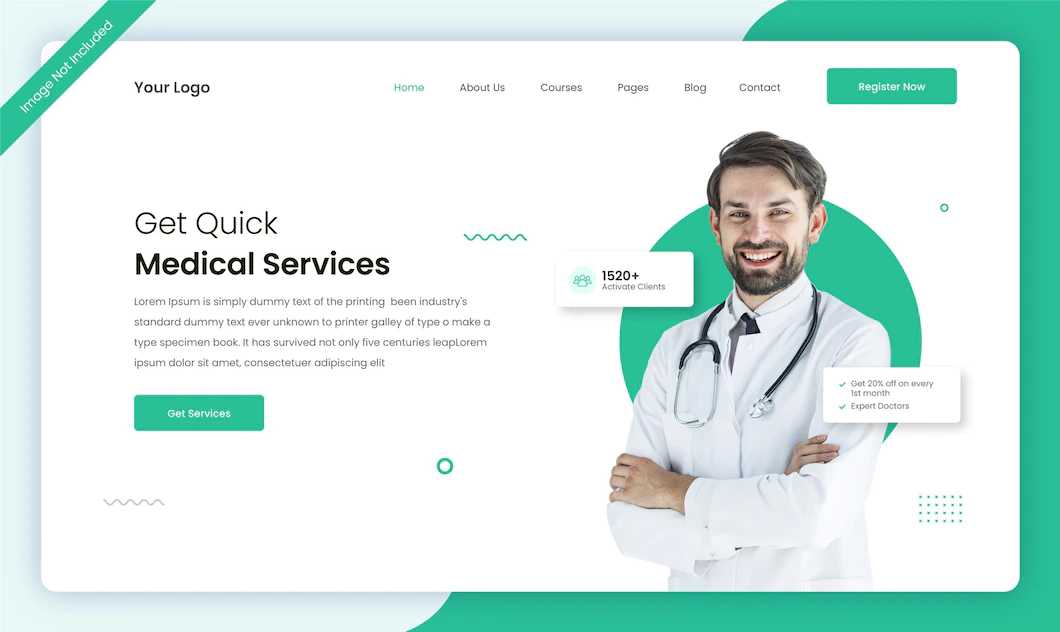 Image Not Included
Your Logo
Home
About Us
Courses
Pages
Blog
Contact
Register Now
Get Quick
Medical Services
Lorem Ipsum is simply dummy text of the printing been industry's
standard dummy text ever unknown to printer galley of type o make a
type specimen book. It has survived not only five centuries leapLorem
ipsum dolor sit amet, consectetuer adipiscing elit
Get Services
1520+
Activate Clients
Get 20% off on every
1st month
Expert Doctors